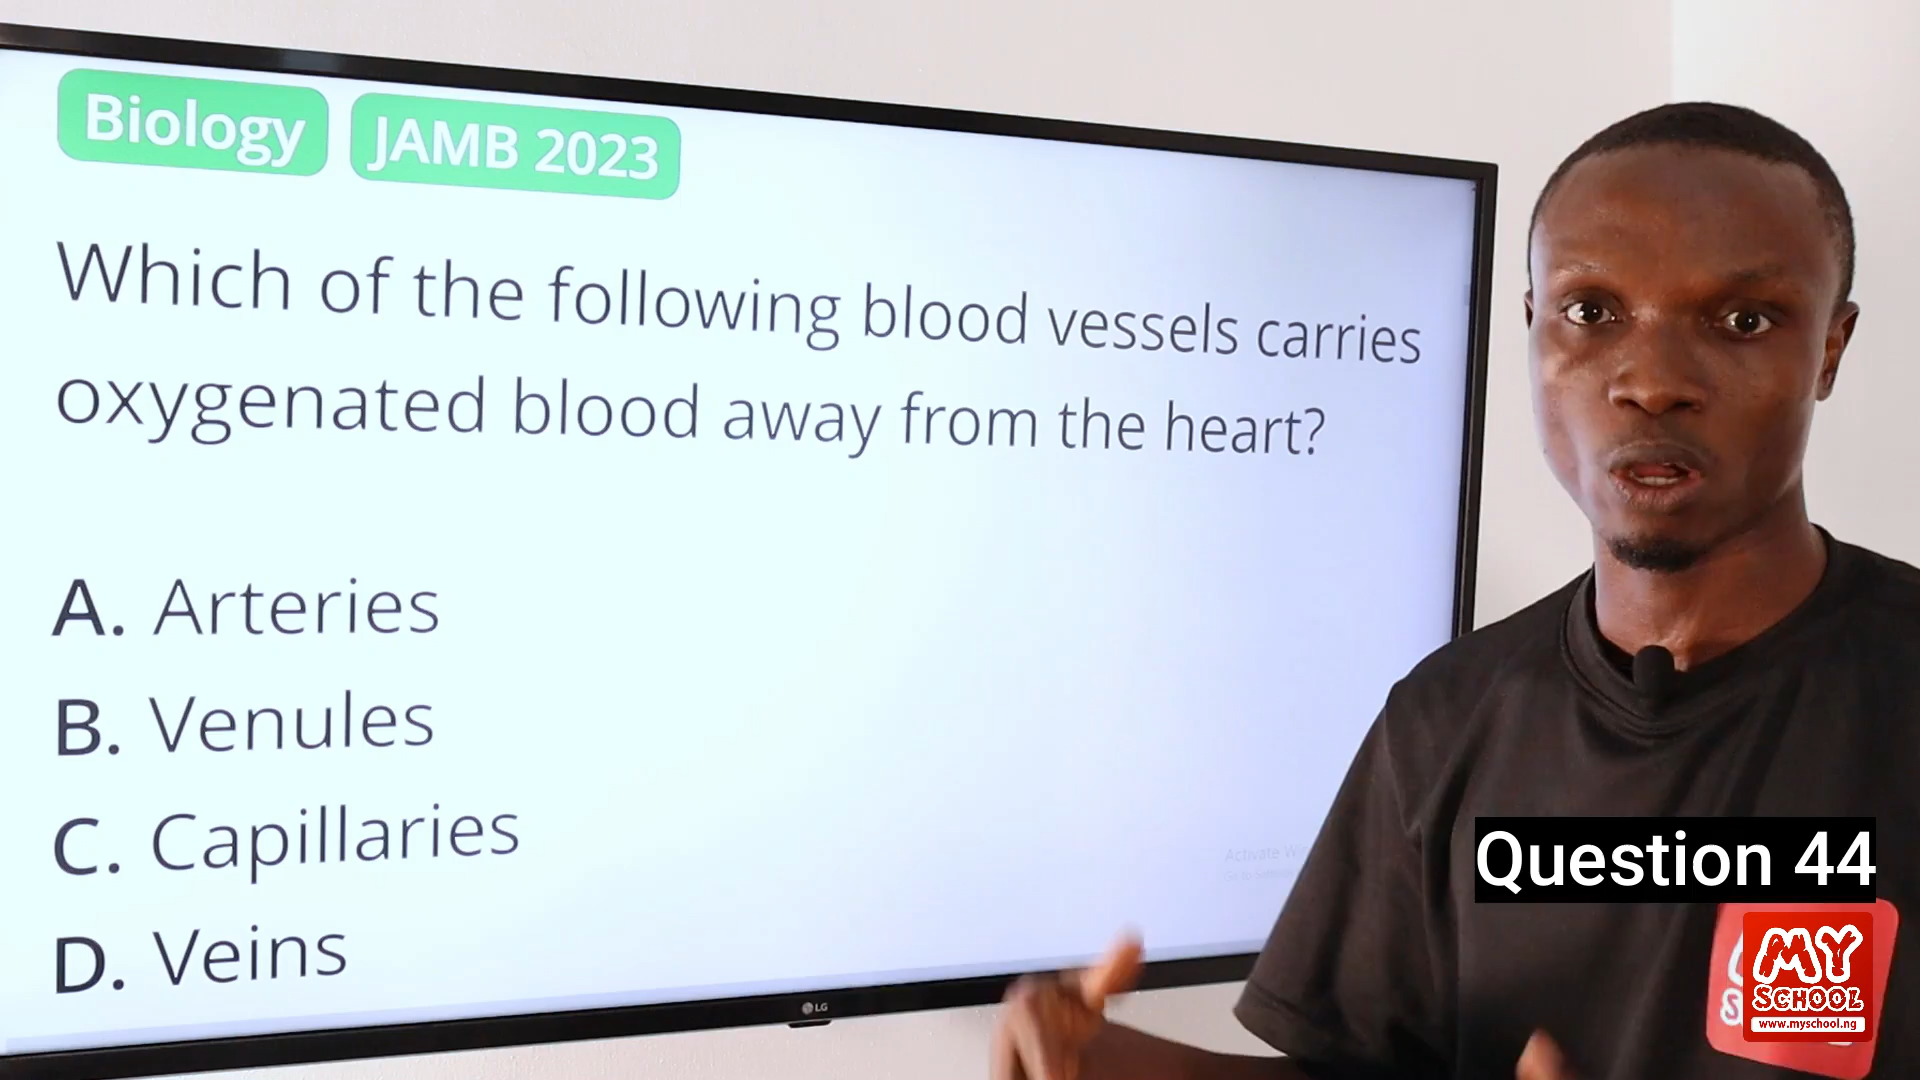 Biology JAMB 2023
Which of the following blood vessels carries
oxygenated blood away from the heart?
A. Arteries
B. Venules
C. Capillaries
D. Veins
LG
Question 44
MY
SCHOOL
www.myschool.ng